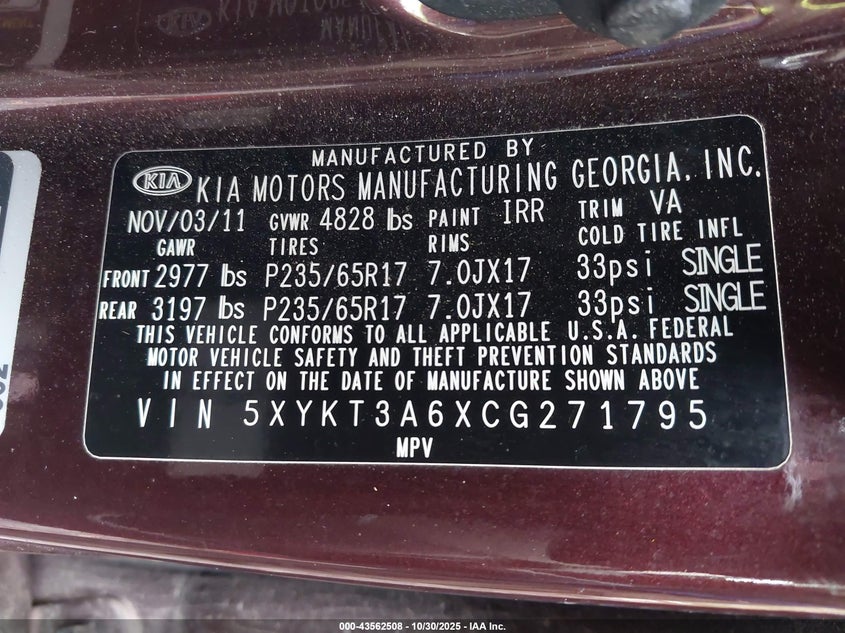 MANUFACTURED BY
KIA KIA MOTORS MANUFACTURING GEORGIA, INC.
NOV/03/11 GVWR 4828 lbs PAINT IRR TRIM VA
GAWR TIRES RIMS COLD TIRE INFL
FRONT 2977 lbs P235/65R17 7.0JX17 33psi SINGLE
REAR 3197 lbs P235/65R17 7.0JX17 33psi SINGLE
THIS VEHICLE CONFORMS TO ALL APPLICABLE U.S.A. FEDERAL
MOTOR VEHICLE SAFETY AND THEFT PREVENTION STANDARDS
IN EFFECT ON THE DATE OF MANUFACTURE SHOWN ABOVE
VIN 5XYKT3A6XCG271795
MPV
000-43562508 - 10/30/2025 - IAA Inc.